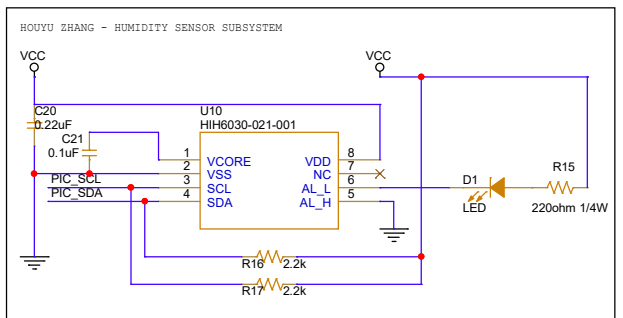 HOUYU ZHANG - HUMIDITY SENSOR SUBSYSTEM
VCC
VCC
C20
0.22uF
C21
0.1uF
U10
HIH6030-021-001
1 VCORE VDD 8
2 VSS NC 7
3 SCL AL_L 6
4 SDA AL_H 5
PIC_SCL
PIC_SDA
D1
LED
R15
220ohm 1/4W
R16 2.2k
R17 2.2k